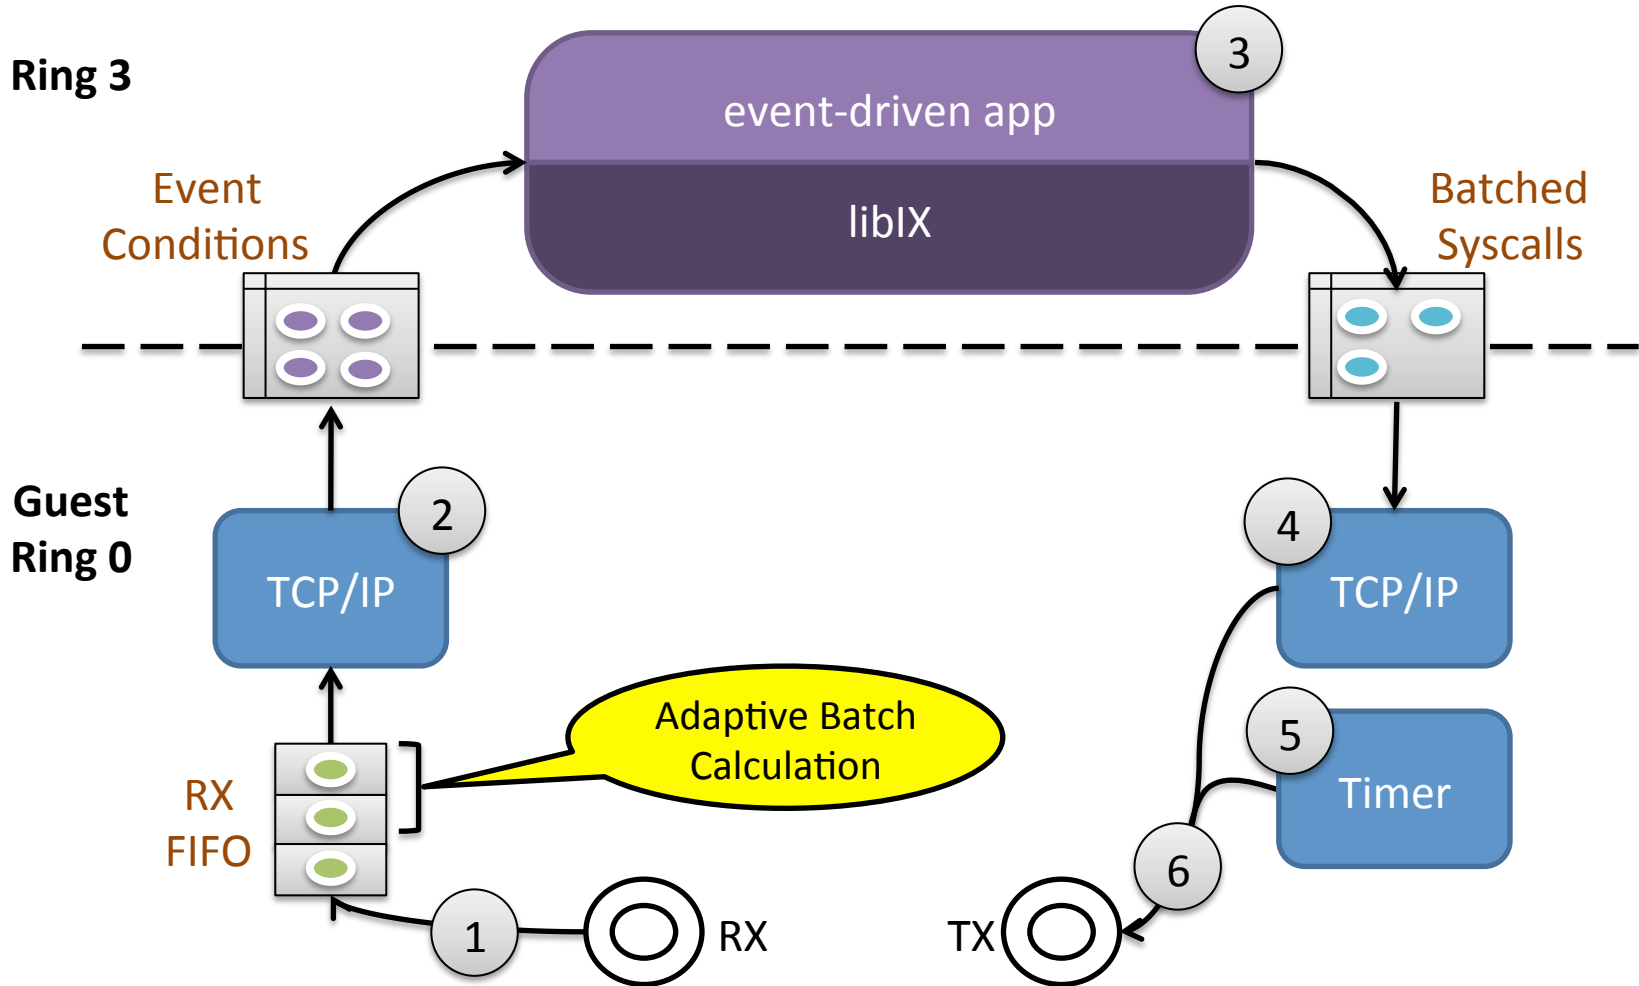 Ring 3
3
event-driven app
libIX
Event
Conditions
Batched
Syscalls
Guest
Ring 0
2
TCP/IP
4
TCP/IP
Adaptive Batch
Calculation
5
Timer
RX
FIFO
6
1
RX
TX